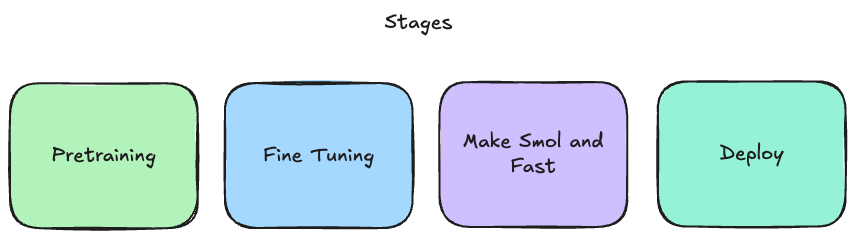 Stages
Pretraining
Fine Tuning
Make Smol and
Fast
Deploy